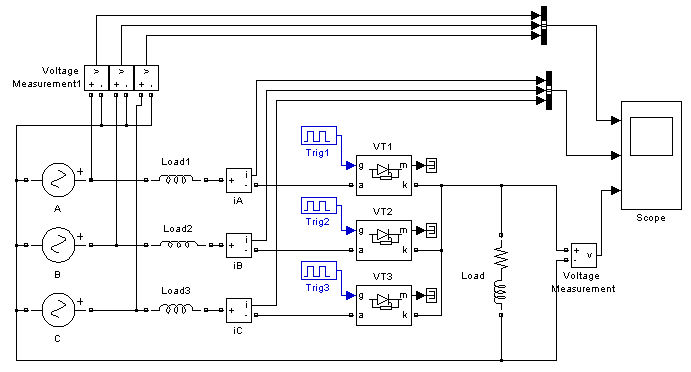 Voltage
Measurement1
v v v
+ - + - + -
Load1
Trig1
VT1
+ i -
g m
a k
A
iA
Load2
Trig2
VT2
+ i -
g m
a k
B
iB
Load3
Trig3
VT3
+ i -
g m
a k
C
iC
Load
+ - v
Voltage
Measurement
Scope